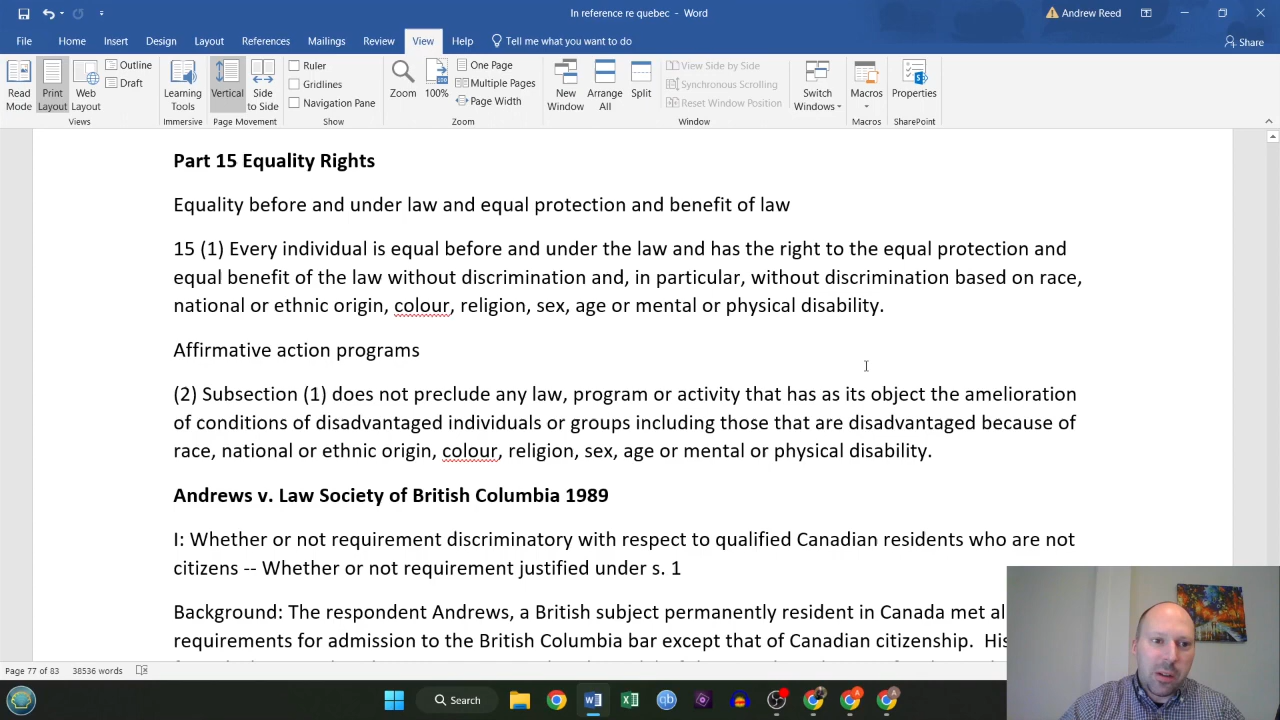 In reference re quebec - Word
Andrew Reed
File Home Insert Design Layout References Mailings Review View Help Tell me what you want to do
Share
Read Mode
Print Layout
Web Layout
Outline
Draft
Views
Learning Tools
Immersive
Vertical
Side to Side
Page Movement
Ruler
Gridlines
Navigation Pane
Show
Zoom
100%
One Page
Multiple Pages
Page Width
Zoom
New Window
Arrange All
Split
View Side by Side
Synchronous Scrolling
Reset Window Position
Switch Windows
Window
Macros
Macros
Properties
SharePoint
Part 15 Equality Rights
Equality before and under law and equal protection and benefit of law
15 (1) Every individual is equal before and under the law and has the right to the equal protection and
equal benefit of the law without discrimination and, in particular, without discrimination based on race,
national or ethnic origin, colour, religion, sex, age or mental or physical disability.
Affirmative action programs
(2) Subsection (1) does not preclude any law, program or activity that has as its object the amelioration
of conditions of disadvantaged individuals or groups including those that are disadvantaged because of
race, national or ethnic origin, colour, religion, sex, age or mental or physical disability.
Andrews v. Law Society of British Columbia 1989
I: Whether or not requirement discriminatory with respect to qualified Canadian residents who are not
citizens -- Whether or not requirement justified under s. 1
Background: The respondent Andrews, a British subject permanently resident in Canada met al
requirements for admission to the British Columbia bar except that of Canadian citizenship. His
Page 77 of 83 38536 words
Search